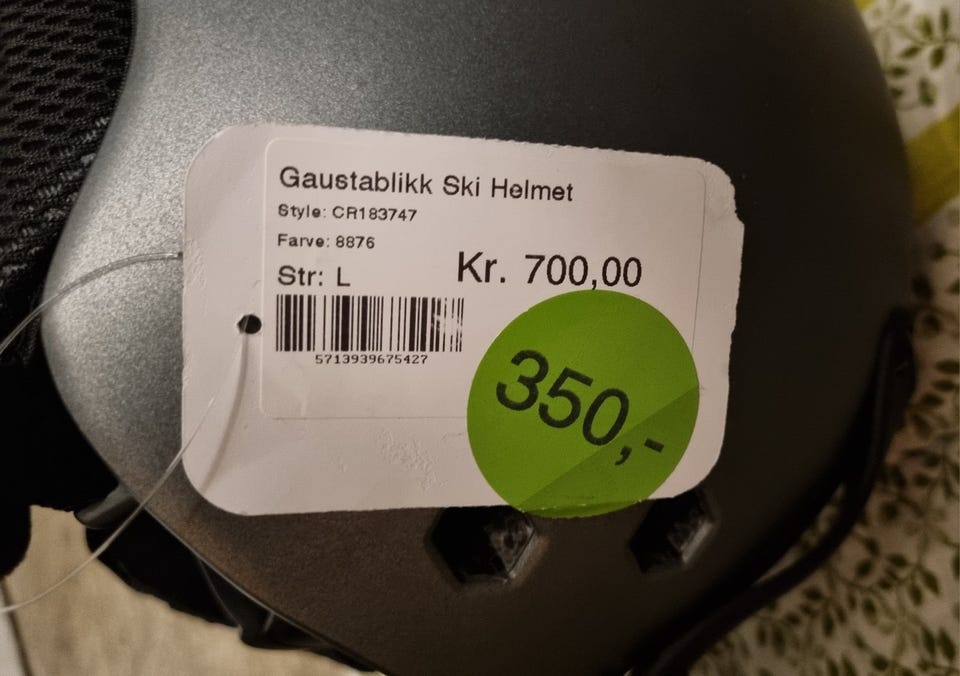 Gaustablikk Ski Helmet
Style: CR183747
Farve: 8876
Str: L
Kr. 700,00
5713939675427
350,-